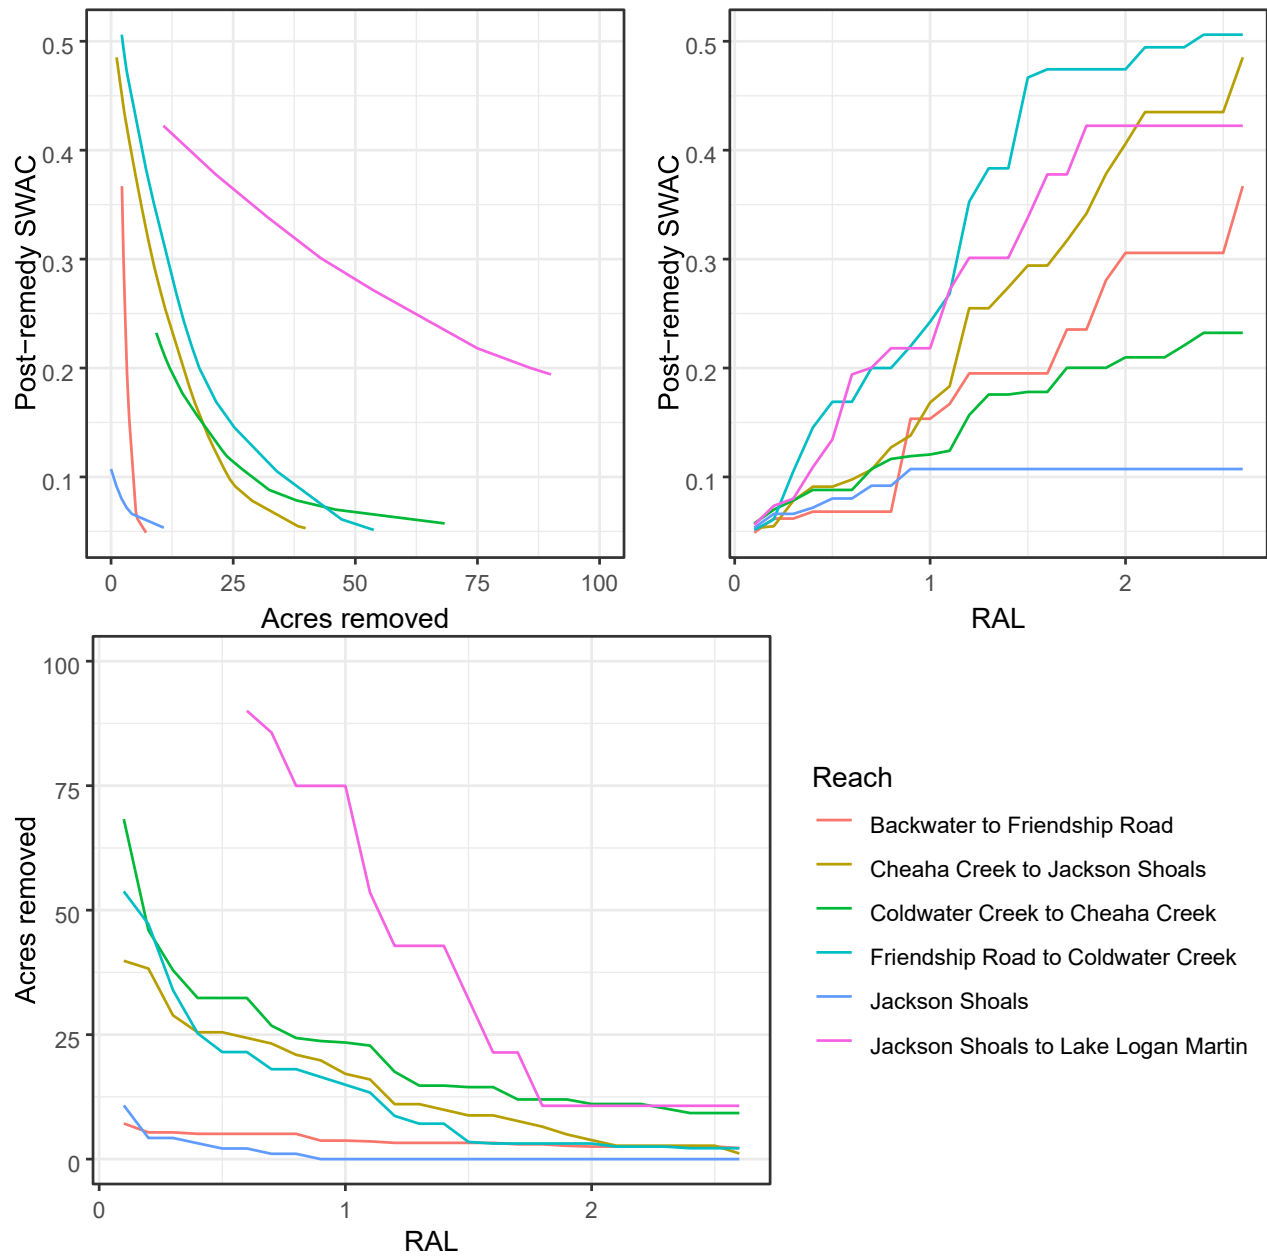 Post−remedy SWAC
0.5
0.4
0.3
0.2
0.1
0 25 50 75 100
Acres removed
Post−remedy SWAC
0.5
0.4
0.3
0.2
0.1
0 1 2
RAL
Acres removed
100
75
50
25
0
0 1 2
RAL
Reach
Backwater to Friendship Road
Cheaha Creek to Jackson Shoals
Coldwater Creek to Cheaha Creek
Friendship Road to Coldwater Creek
Jackson Shoals
Jackson Shoals to Lake Logan Martin